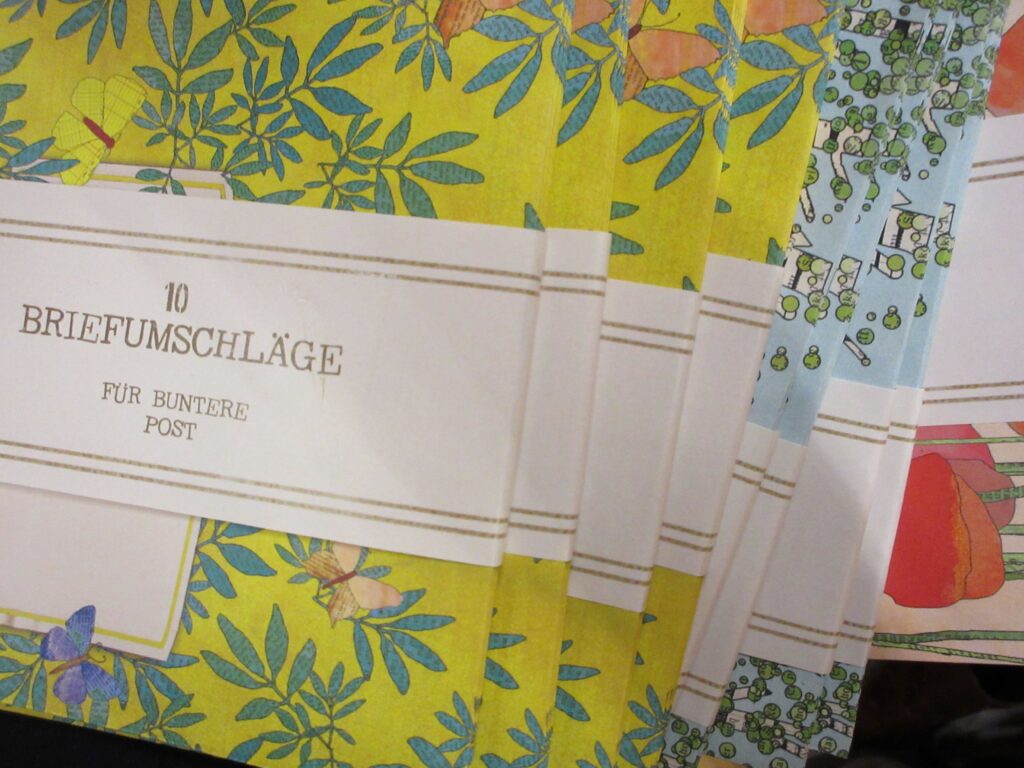 10
BRIEFUMSCHLÄGE
FÜR BUNTERE
POST